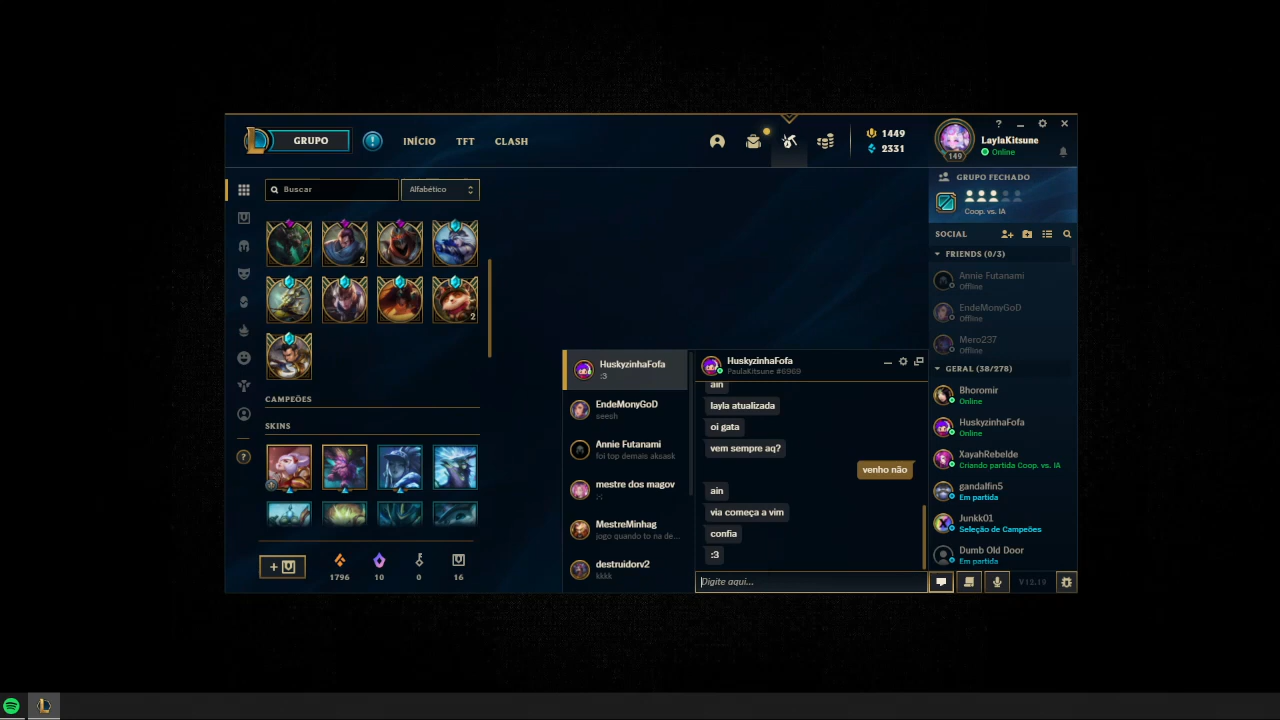 GRUPO
INÍCIO
TFT
CLASH
1449
2331
?
149
LaylaKitsune
Online
Buscar
Alfabético
2
2
CAMPEÕES
SKINS
?
1796
10
0
16
HuskyzinhaFofa
:3
EndeMonyGoD
seesh
Annie Futanami
foi top demais aksask
mestre dos magov
:-:
MestreMinhag
jogo quando to na de...
destruidorv2
kkkk
HuskyzinhaFofa
PaulaKitsune #6969
ain
layla atualizada
oi gata
vem sempre aq?
venho não
ain
via começa a vim
confia
:3
Digite aqui...
GRUPO FECHADO
Coop. vs. IA
SOCIAL
FRIENDS (0/3)
Annie Futanami
Offline
EndeMonyGoD
Offline
Mero237
Offline
GERAL (38/278)
Bhoromir
Online
HuskyzinhaFofa
Online
XayahRebelde
Criando partida Coop. vs. IA
gandalfin5
Em partida
Junkk01
Seleção de Campeões
Dumb Old Door
Em partida
V12.19